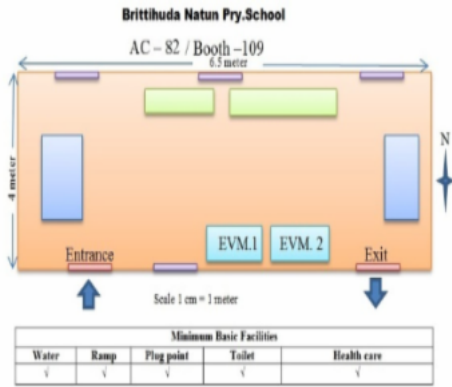 Brittihuda Natun Pry.School
AC – 82 / Booth –109
6.5 meter
4 meter
N
EVM.1 EVM. 2
Entrance Exit
Scale 1 cm = 1 meter
Minimum Basic Facilities
Water Ramp Plug point Toilet Health care
√ √ √ √ √